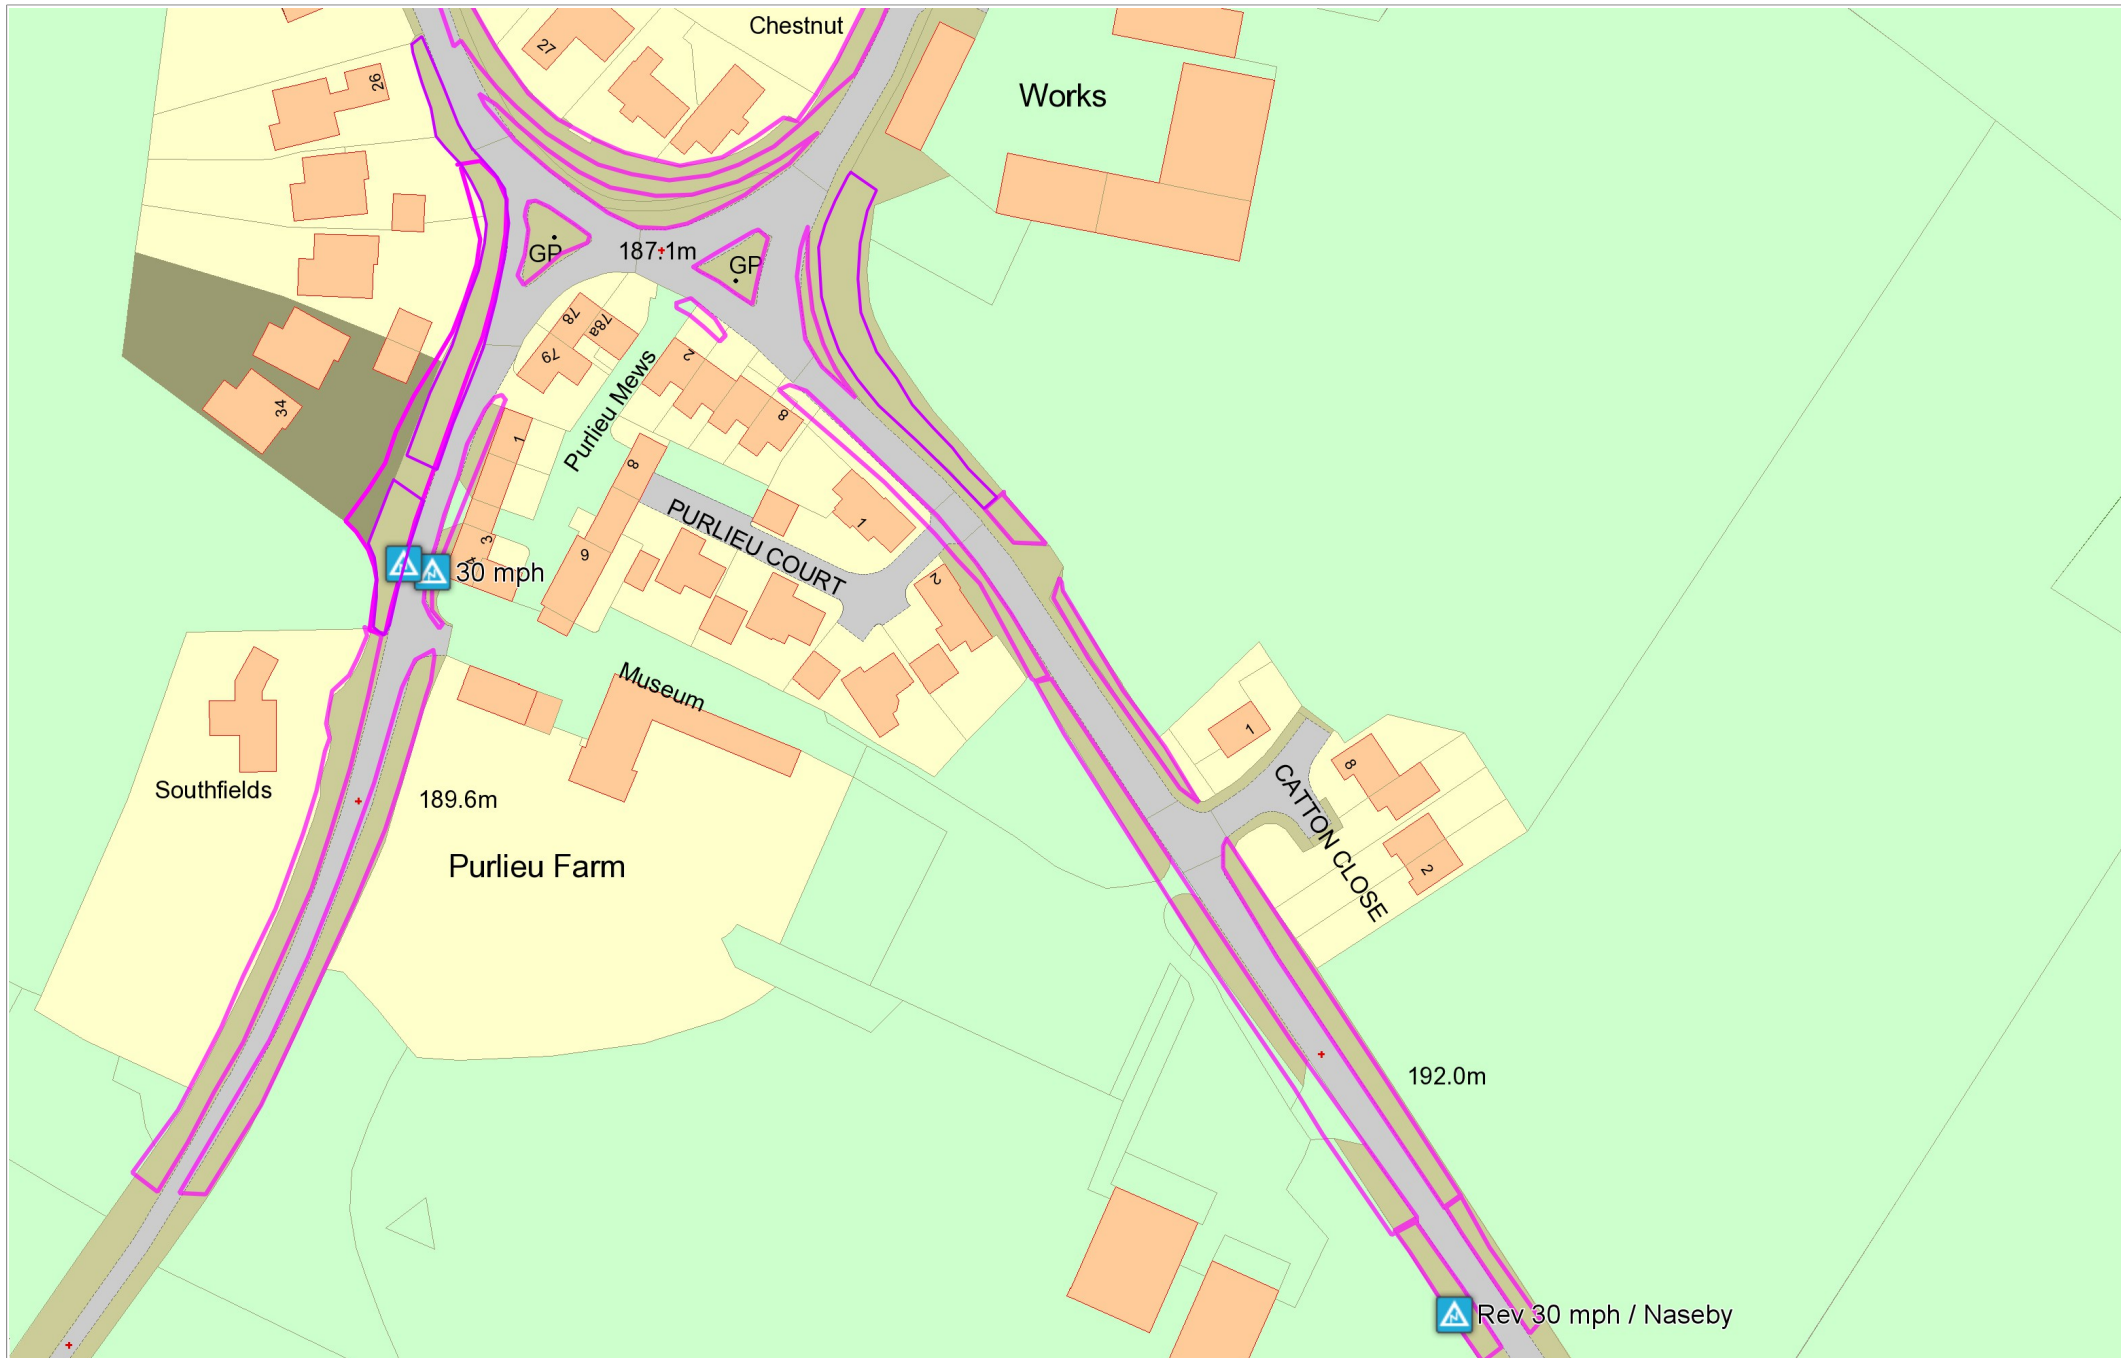 Chestnut
27
26
Works
GP
187.1m
GP
78
78a
79
2
8
34
1
Purlieu Mews
8
PURLIEU COURT
1
3
4
9
30 mph
2
Museum
Southfields
189.6m
1
8
CATTON CLOSE
2
Purlieu Farm
192.0m
Rev 30 mph / Naseby